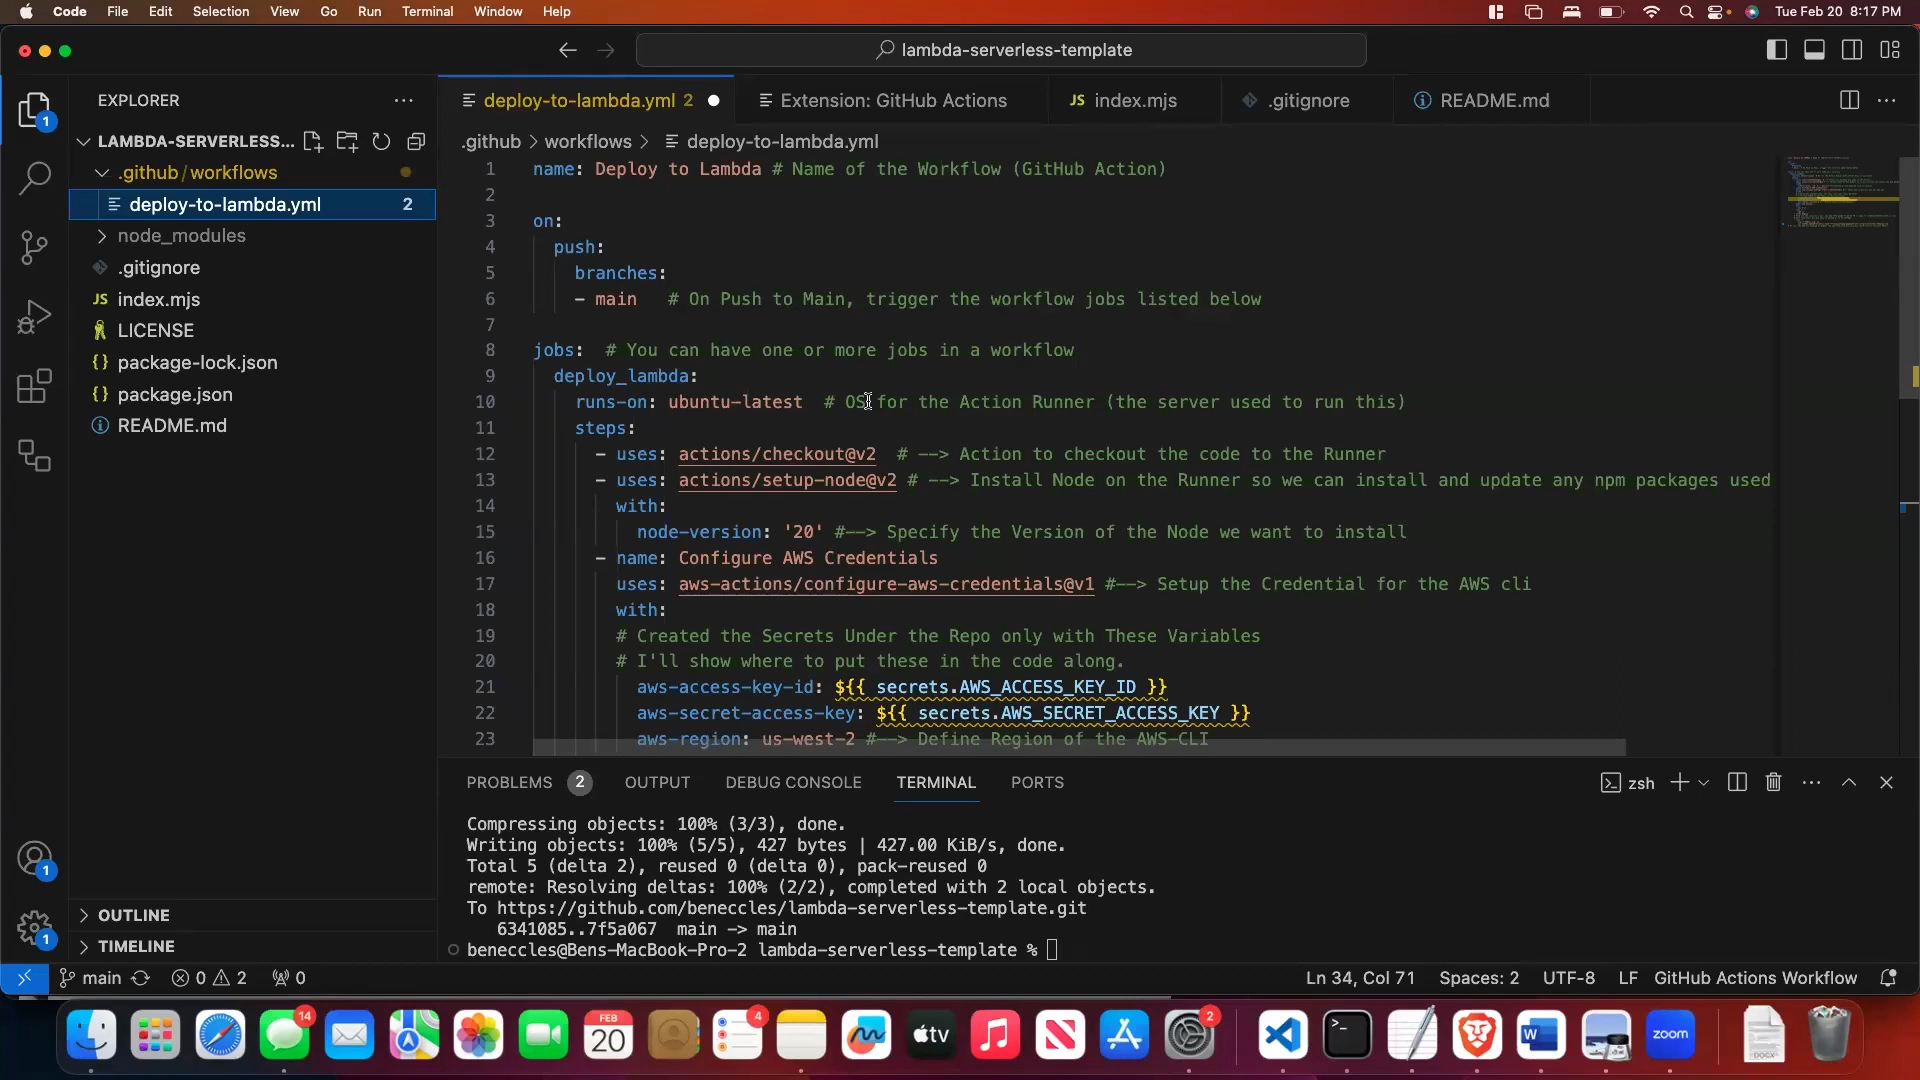 Code File Edit Selection View Go Run Terminal Window Help
Tue Feb 20 8:17 PM
lambda-serverless-template
EXPLORER
deploy-to-lambda.yml 2
Extension: GitHub Actions
JS index.mjs
.gitignore
README.md
LAMBDA-SERVERLESS...
.github > workflows > deploy-to-lambda.yml
.github/workflows
deploy-to-lambda.yml 2
node_modules
.gitignore
JS index.mjs
LICENSE
{} package-lock.json
{} package.json
README.md
1
1
1
OUTLINE
TIMELINE
1 name: Deploy to Lambda # Name of the Workflow (GitHub Action)
2
3 on:
4 push:
5 branches:
6 - main # On Push to Main, trigger the workflow jobs listed below
7
8 jobs: # You can have one or more jobs in a workflow
9 deploy_lambda:
10 runs-on: ubuntu-latest # OS for the Action Runner (the server used to run this)
11 steps:
12 - uses: actions/checkout@v2 # --> Action to checkout the code to the Runner
13 - uses: actions/setup-node@v2 # --> Install Node on the Runner so we can install and update any npm packages used
14 with:
15 node-version: '20' #--> Specify the Version of the Node we want to install
16 - name: Configure AWS Credentials
17 uses: aws-actions/configure-aws-credentials@v1 #--> Setup the Credential for the AWS cli
18 with:
19 # Created the Secrets Under the Repo only with These Variables
20 # I'll show where to put these in the code along.
21 aws-access-key-id: ${{ secrets.AWS_ACCESS_KEY_ID }}
22 aws-secret-access-key: ${{ secrets.AWS_SECRET_ACCESS_KEY }}
23 aws-region: us-west-2 #--> Define Region of the AWS-CLI
PROBLEMS 2 OUTPUT DEBUG CONSOLE TERMINAL PORTS
zsh
Compressing objects: 100% (3/3), done.
Writing objects: 100% (5/5), 427 bytes | 427.00 KiB/s, done.
Total 5 (delta 2), reused 0 (delta 0), pack-reused 0
remote: Resolving deltas: 100% (2/2), completed with 2 local objects.
To https://github.com/beneccles/lambda-serverless-template.git
6341085..7f5a067 main -> main
beneccles@Bens-MacBook-Pro-2 lambda-serverless-template %
main
0 2
0
Ln 34, Col 71
Spaces: 2
UTF-8
LF
GitHub Actions Workflow
14
FEB
20
4
tv
2
W
zoom
DOCX